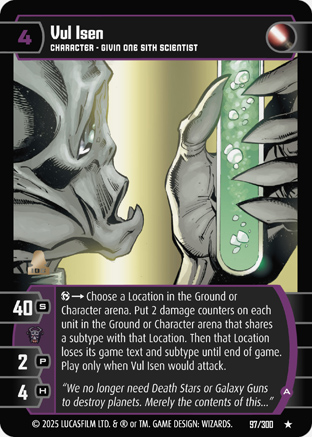 4
Vul Isen
CHARACTER - GIVIN ONE SITH SCIENTIST
40 S
2 P
4 H
→ Choose a Location in the Ground or
Character arena. Put 2 damage counters on each
unit in the Ground or Character arena that shares
a subtype with that Location. Then that Location
loses its game text and subtype until end of game.
Play only when Vul Isen would attack.
“We no longer need Death Stars or Galaxy Guns
to destroy planets. Merely the contents of this...”
A
© 2025 LUCASFILM LTD. & ® or TM. GAME DESIGN: WIZARDS.
97/300 ★